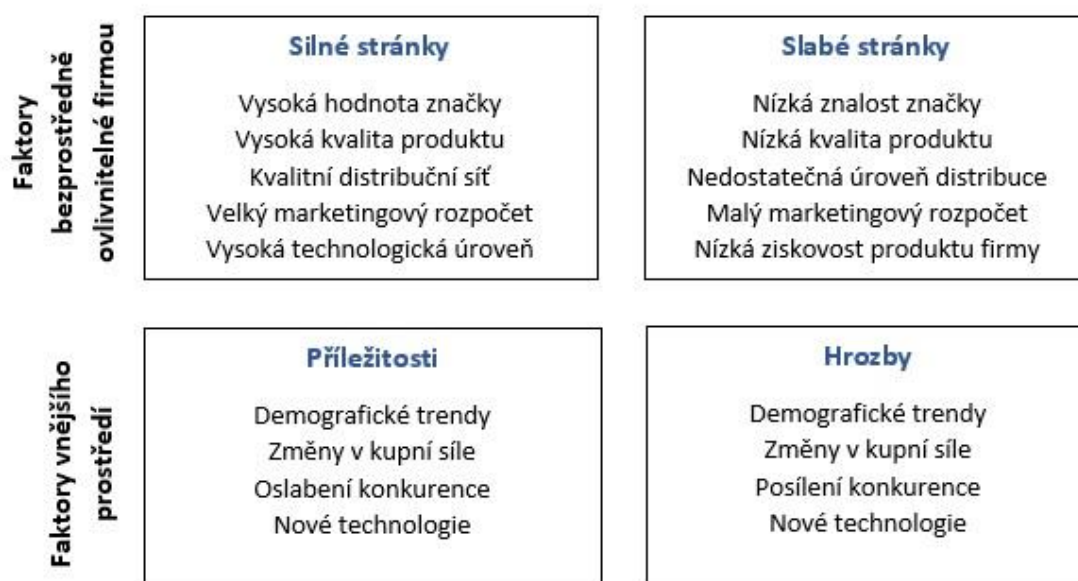 Faktory
bezprostředně
ovlivnitelné firmou
Silné stránky
Vysoká hodnota značky
Vysoká kvalita produktu
Kvalitní distribuční síť
Velký marketingový rozpočet
Vysoká technologická úroveň
Slabé stránky
Nízká znalost značky
Nízká kvalita produktu
Nedostatečná úroveň distribuce
Malý marketingový rozpočet
Nízká ziskovost produktu firmy
Faktory vnějšího
prostředí
Příležitosti
Demografické trendy
Změny v kupní síle
Oslabení konkurence
Nové technologie
Hrozby
Demografické trendy
Změny v kupní síle
Posílení konkurence
Nové technologie